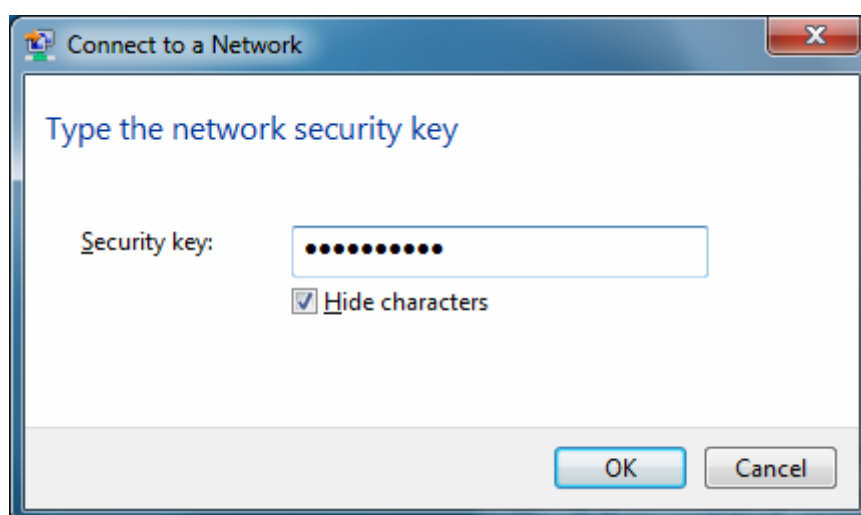 Connect to a Network
Type the network security key
Security key:
••••••••••
Hide characters
OK
Cancel